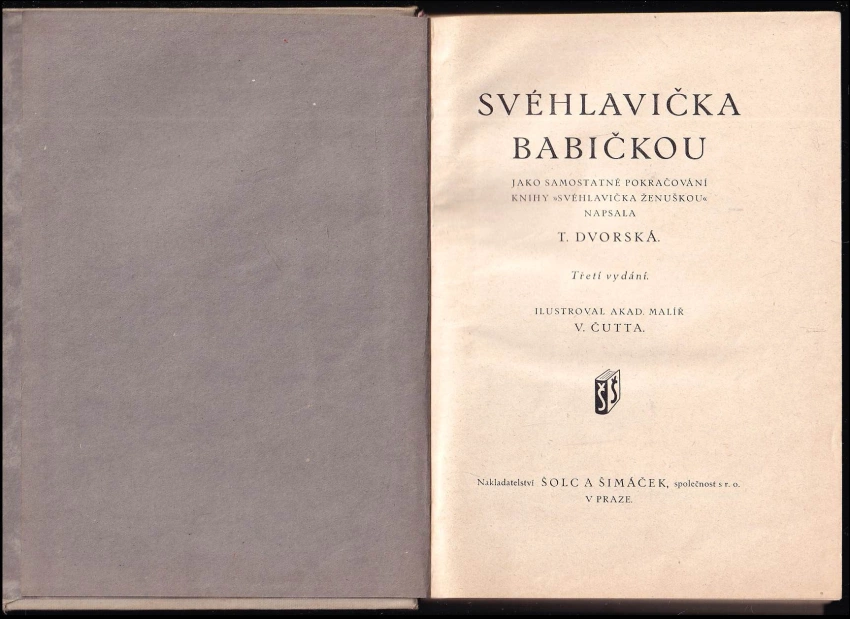 SVÉHLAVIČKA
BABIČKOU
JAKO SAMOSTATNÉ POKRAČOVÁNÍ
KNIHY »SVÉHLAVIČKA ŽENUŠKOU«
NAPSALA
T. DVORSKÁ.
Třetí vydání.
ILUSTROVAL AKAD. MALÍŘ
V. ČUTTA.
Š Š
Nakladatelství ŠOLC A ŠIMÁČEK, společnost s r. o.
V PRAZE.